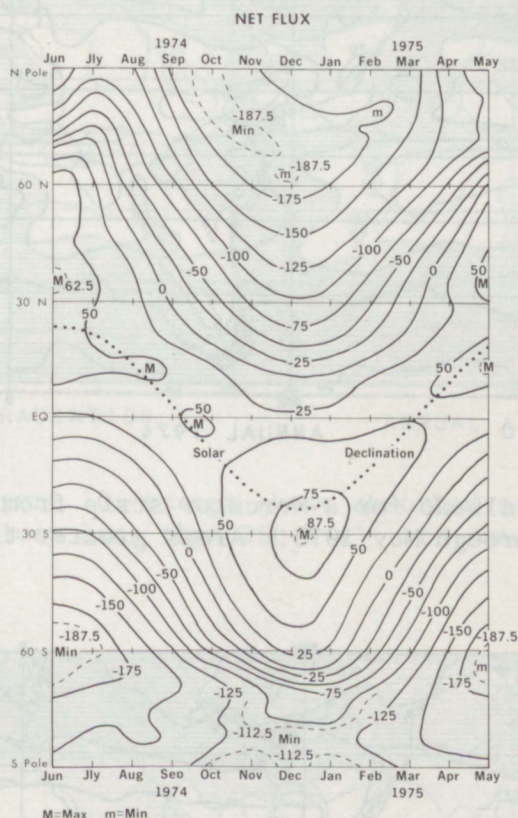 NET FLUX
1974 1975
Jun Jly Aug Sep Oct Nov Dec Jan Feb Mar Apr May
N Pole
-187.5
Min
m
-187.5
m
-175
60 N
-150
-100 -100
-125
-50 -50
M 62.5
0 0
50
M
30 N
50
-75
-25
M
50
M
25
EQ
50
M
Solar Declination
75
50
87.5
M
50
30 S
0 0
-50 -50
-100 -100
-150 -150
-187.5
Min
-187.5
m
60 S
25
-25
-175 -175
-75
-125 -125
-112.5
Min
-112.5
S Pole
Jun Jly Aug Sep Oct Nov Dec Jan Feb Mar Apr May
1974 1975
M=Max m=Min